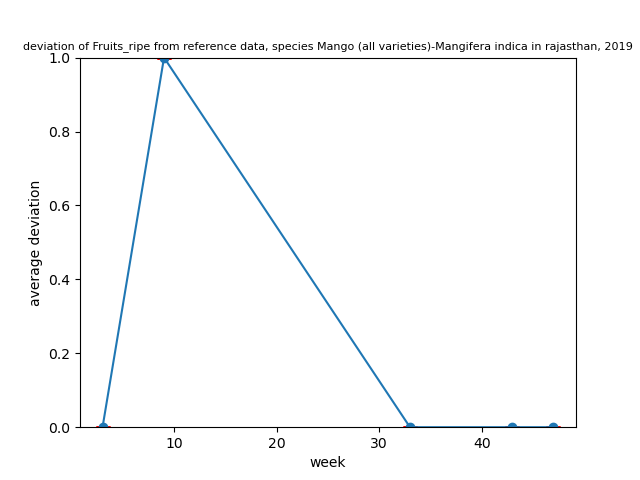 deviation of Fruits_ripe from reference data, species Mango (all varieties)-Mangifera indica in rajasthan, 2019
1.0
0.8
0.6
0.4
0.2
0.0
average deviation
10 20 30 40
week